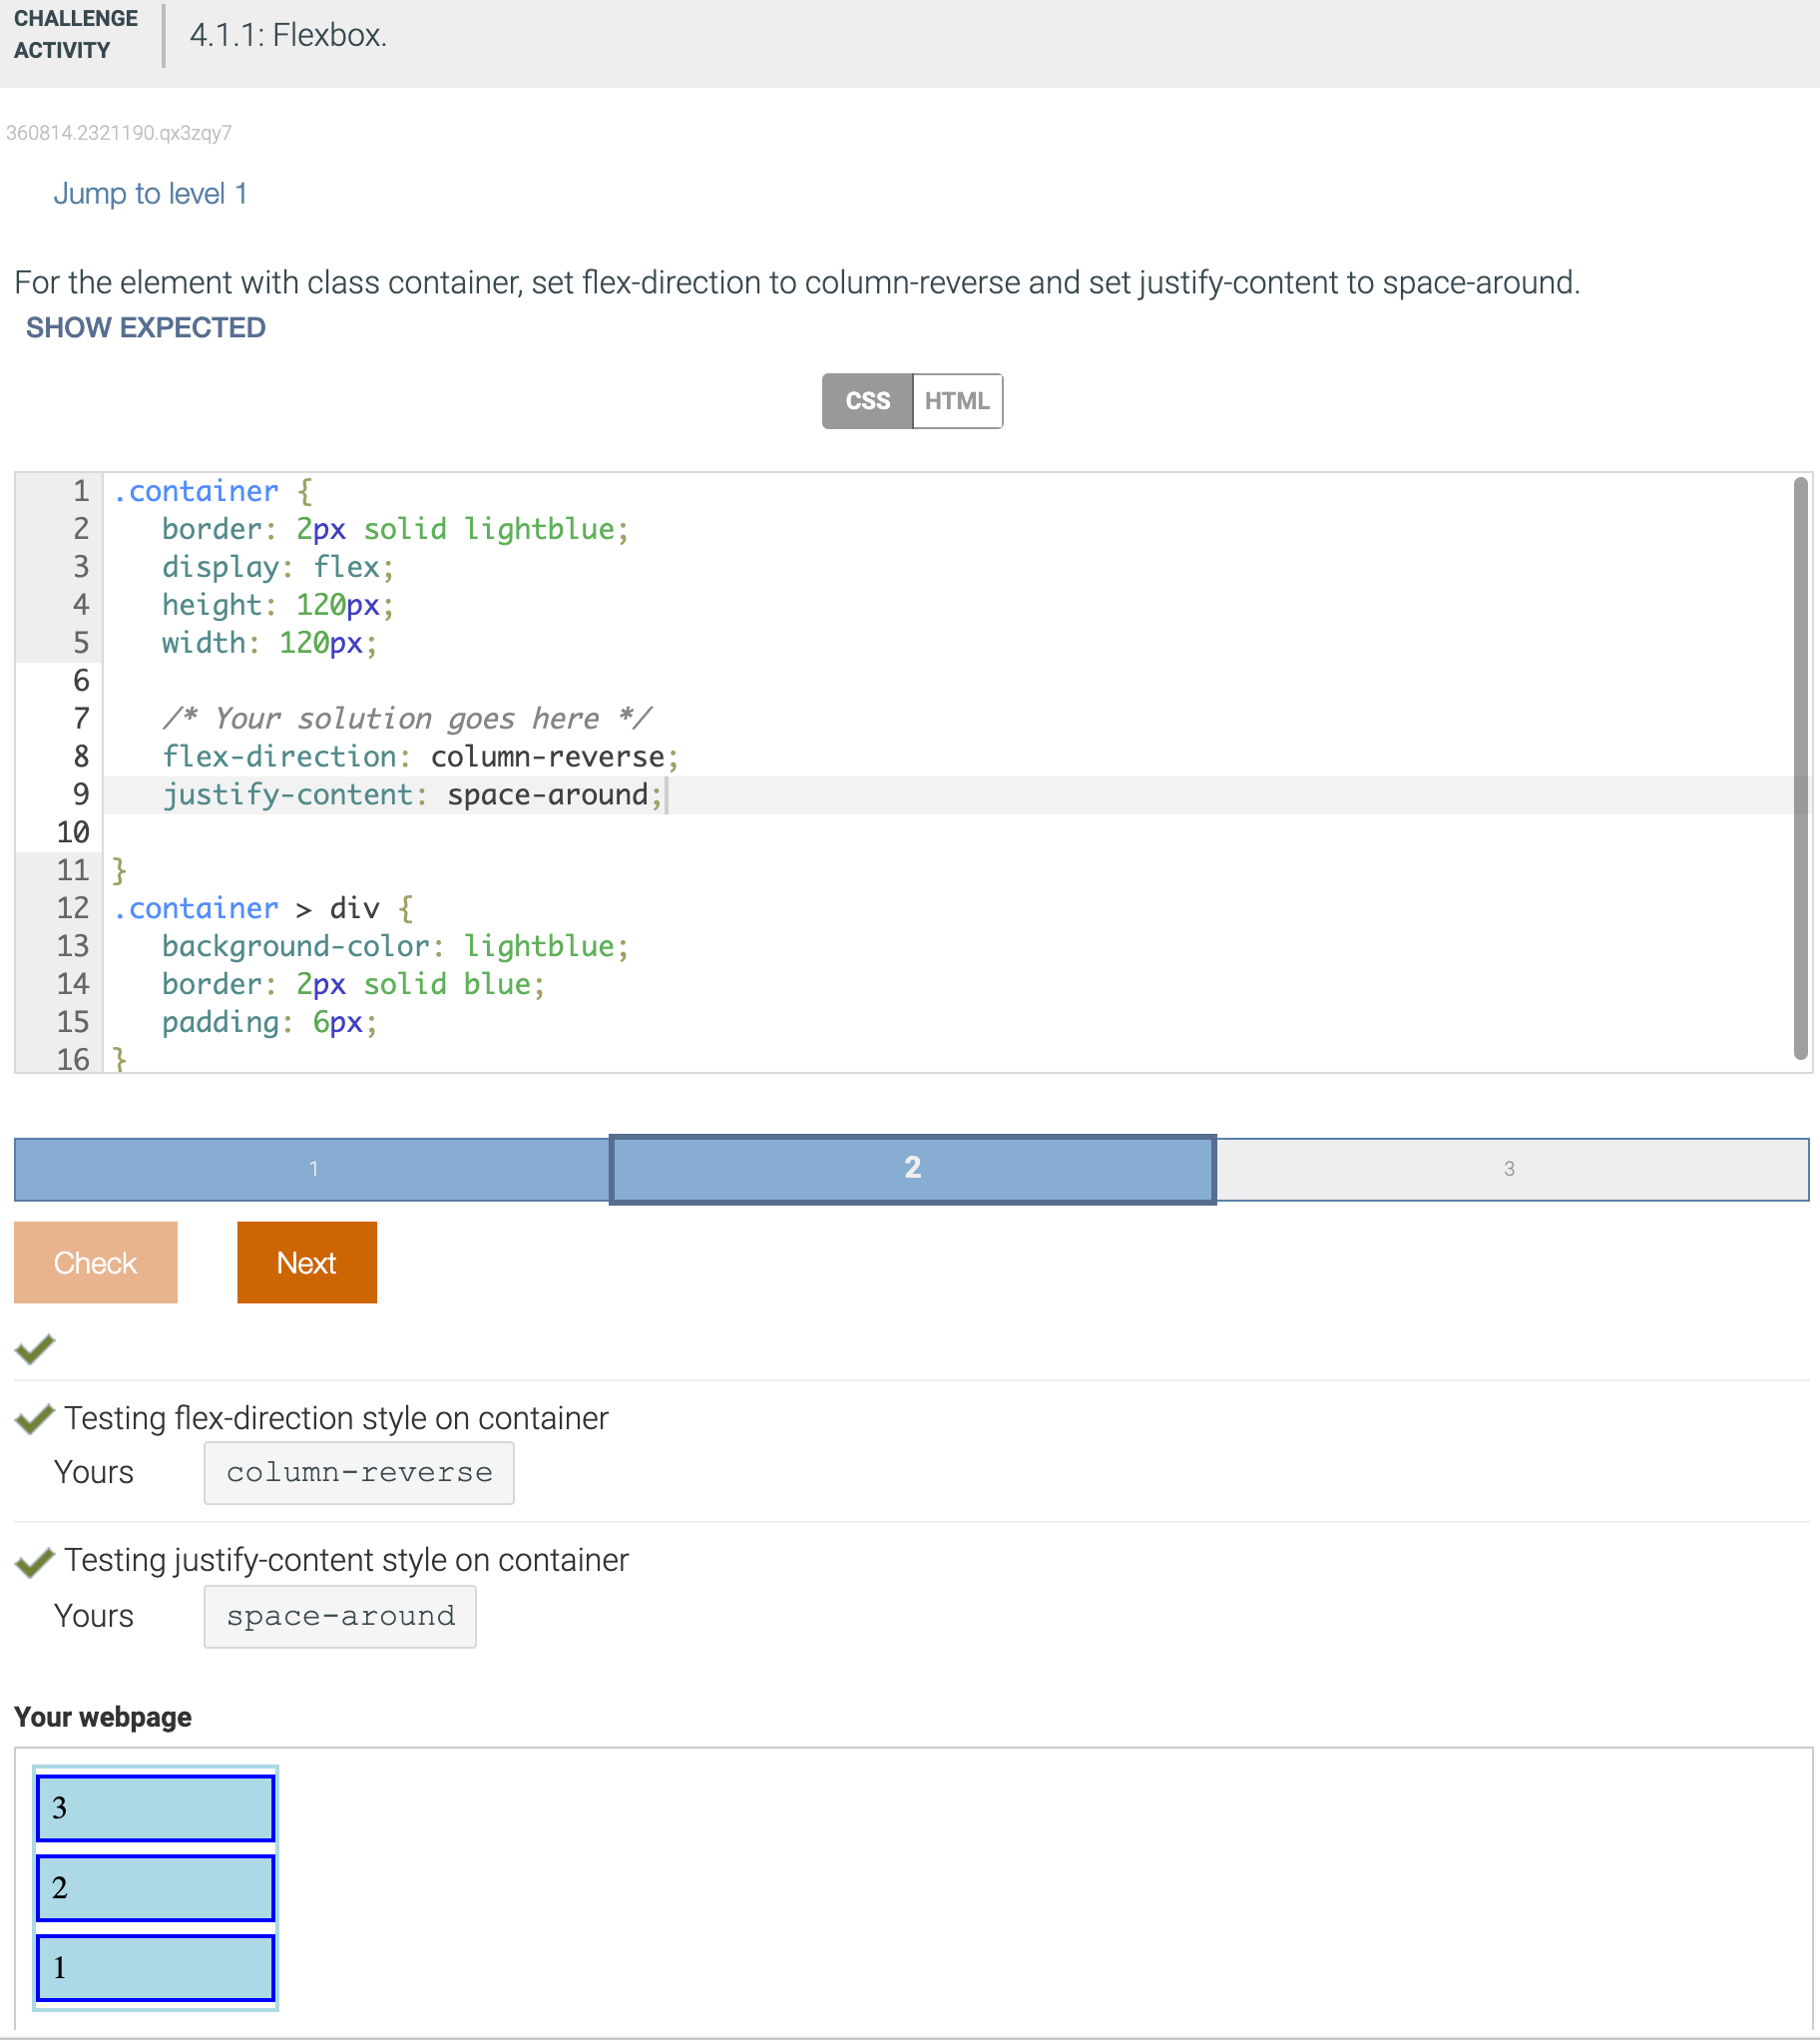 CHALLENGE
ACTIVITY
4.1.1: Flexbox.
360814.2321190.qx3zqy7
Jump to level 1
For the element with class container, set flex-direction to column-reverse and set justify-content to space-around.
SHOW EXPECTED
CSS HTML
1 .container {
2 border: 2px solid lightblue;
3 display: flex;
4 height: 120px;
5 width: 120px;
6
7 /* Your solution goes here */
8 flex-direction: column-reverse;
9 justify-content: space-around;
10
11 }
12 .container > div {
13 background-color: lightblue;
14 border: 2px solid blue;
15 padding: 6px;
16 }
1 2 3
Check Next
Testing flex-direction style on container
Yours column-reverse
Testing justify-content style on container
Yours space-around
Your webpage
3
2
1